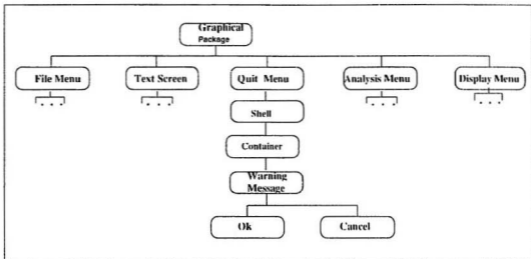 Graphical
Package
File Menu
Text Screen
Quit Menu
Analysis Menu
Display Menu
. . .
. . .
. . .
. . .
Shell
Container
Warning
Message
Ok
Cancel